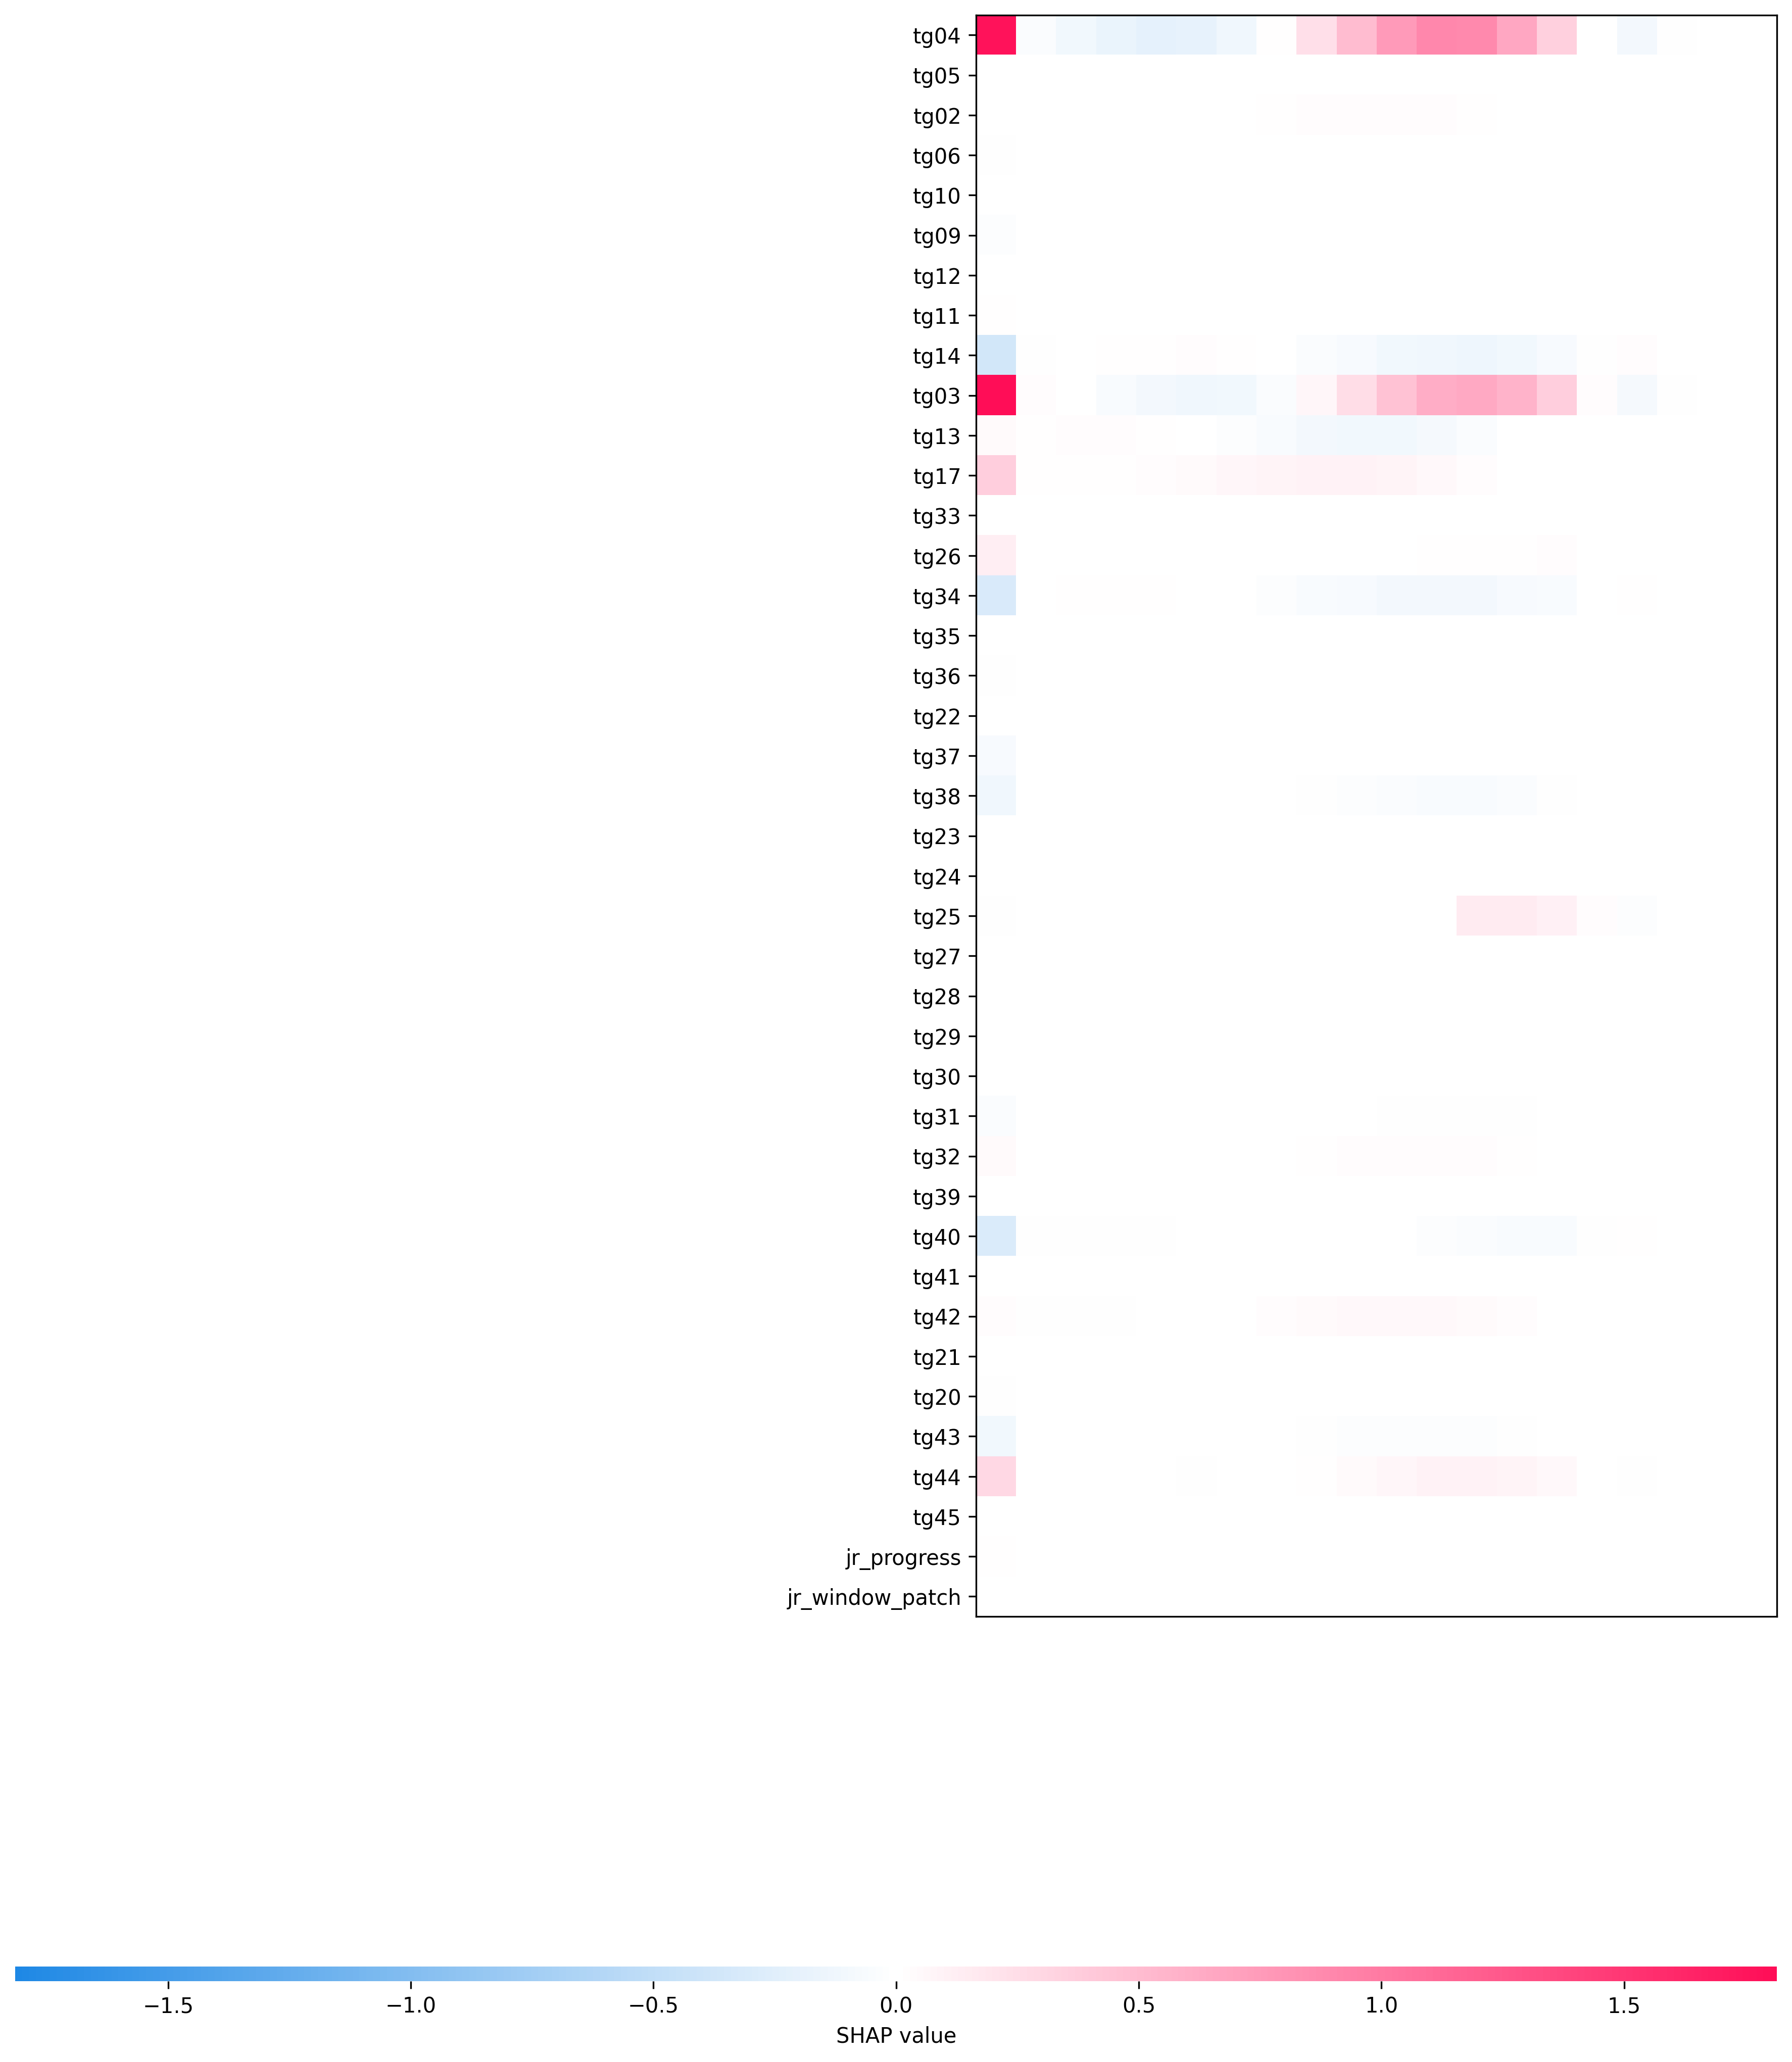 tg04
tg05
tg02
tg06
tg10
tg09
tg12
tg11
tg14
tg03
tg13
tg17
tg33
tg26
tg34
tg35
tg36
tg22
tg37
tg38
tg23
tg24
tg25
tg27
tg28
tg29
tg30
tg31
tg32
tg39
tg40
tg41
tg42
tg21
tg20
tg43
tg44
tg45
jr_progress
jr_window_patch
−1.5 −1.0 −0.5 0.0 0.5 1.0 1.5
SHAP value